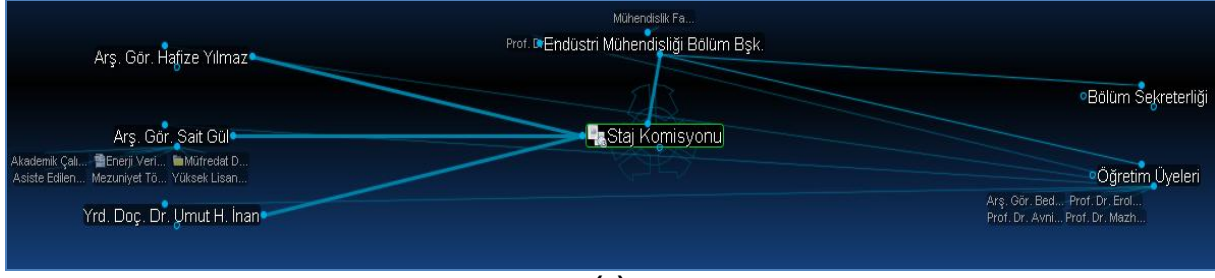 Mühendislik Fa...
Prof. D Endüstri Mühendisliği Bölüm Bşk.
Arş. Gör. Hafize Yılmaz
Bölüm Sekreterliği
Staj Komisyonu
Arş. Gör. Sait Gül
Akademik Çalı... Enerji Veri... Müfredat D...
Asiste Edilen... Mezuniyet Tö... Yüksek Lisan...
Öğretim Üyeleri
Arş. Gör. Bed... Prof. Dr. Erol...
Prof. Dr. Avni... Prof. Dr. Mazh...
Yrd. Doç. Dr. Umut H. İnan